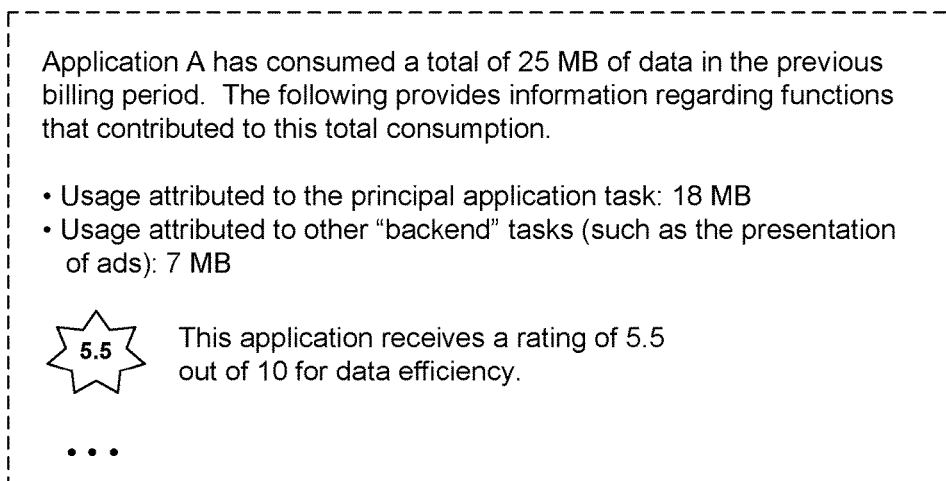 Application A has consumed a total of 25 MB of data in the previous
billing period.  The following provides information regarding functions
that contributed to this total consumption.
• Usage attributed to the principal application task: 18 MB
• Usage attributed to other “backend” tasks (such as the presentation
of ads): 7 MB
5.5
This application receives a rating of 5.5
out of 10 for data efficiency.
• • •